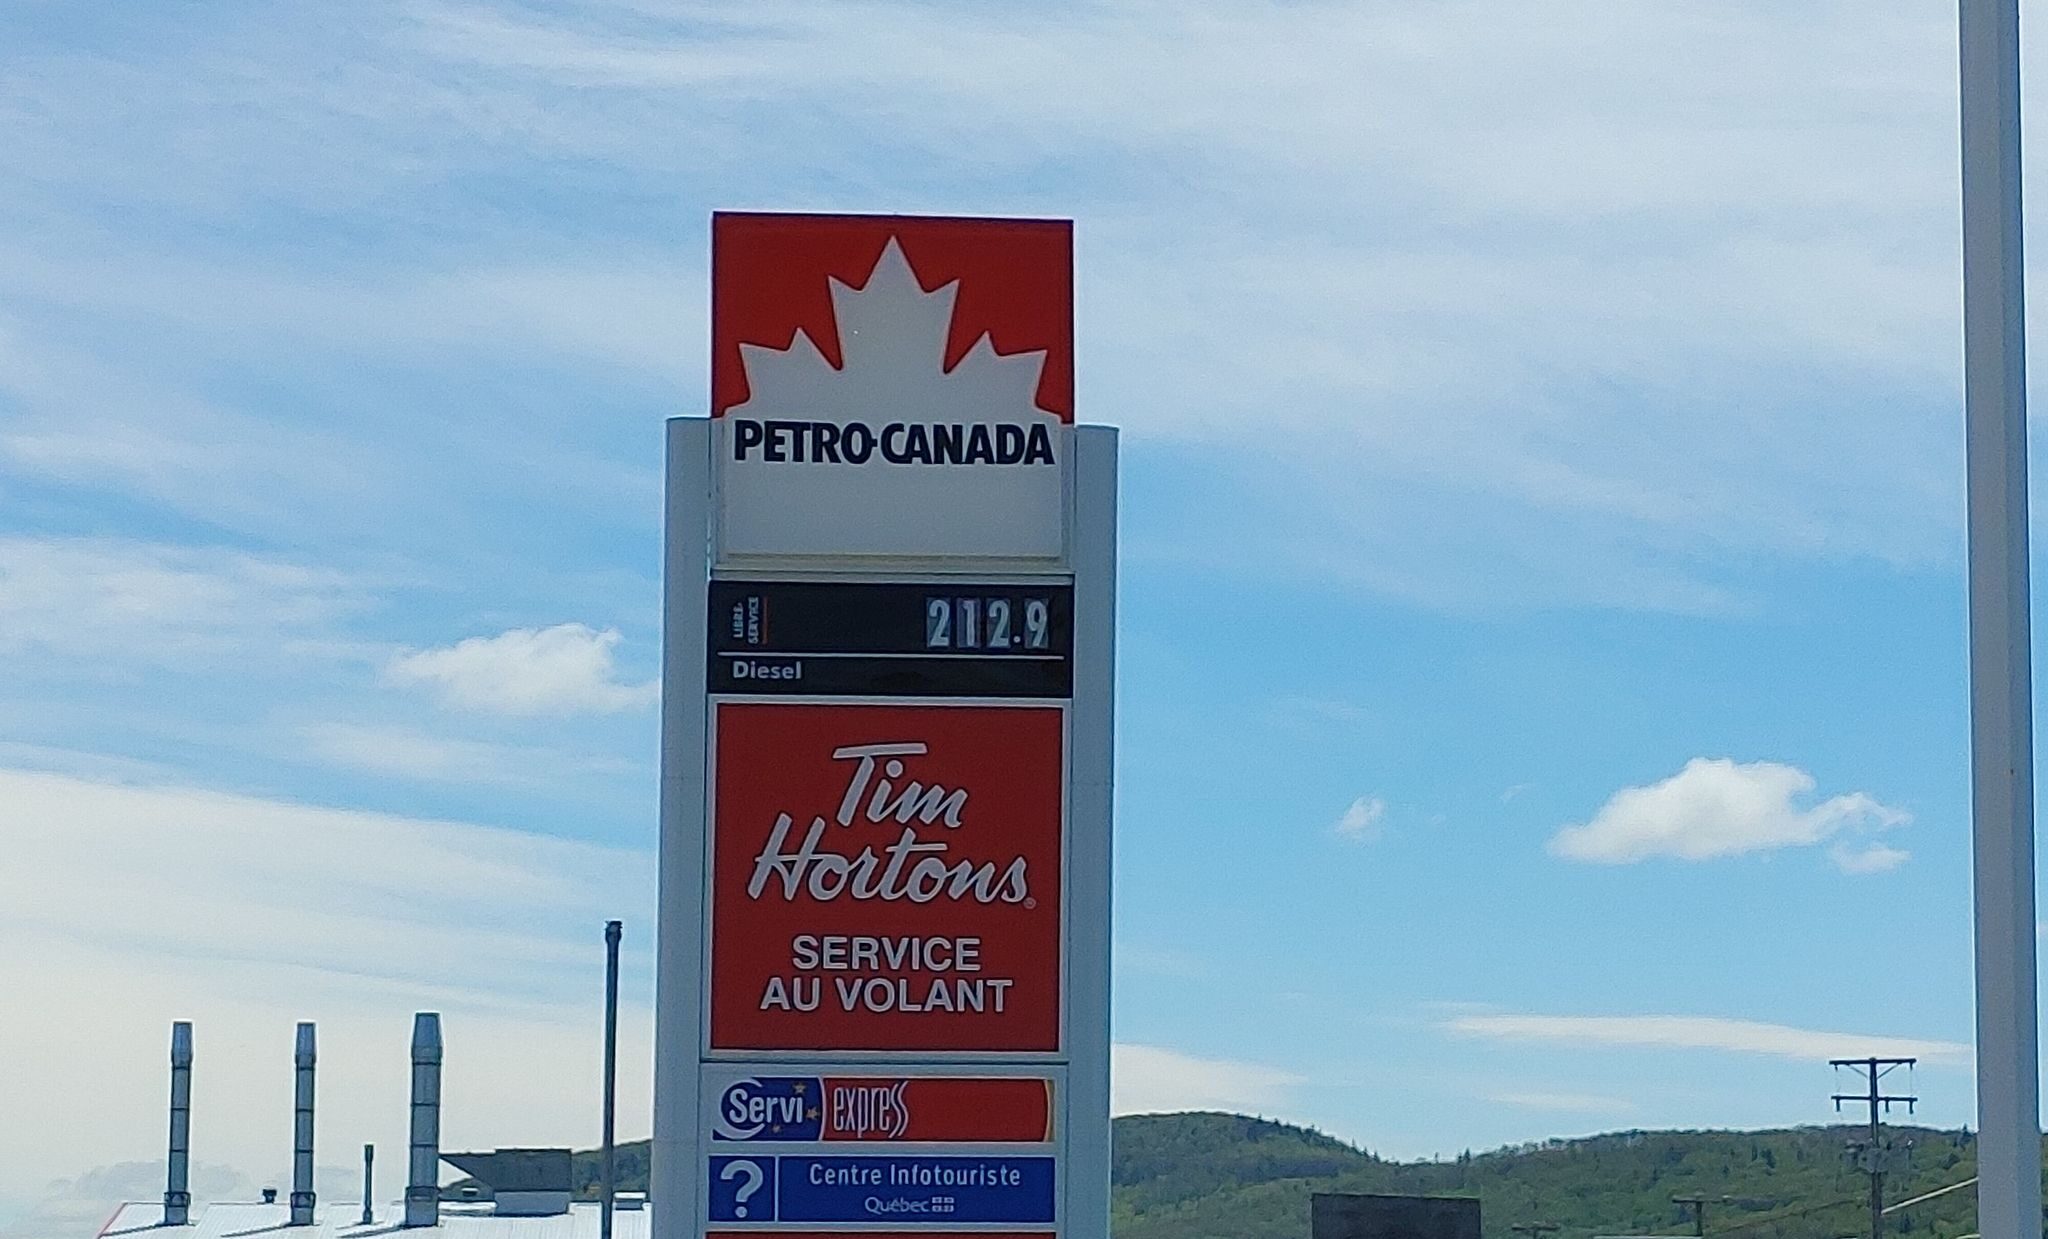 PETRO-CANADA
LIBRE-
SERVICE
212.9
Diesel
Tim
Hortons®
SERVICE
AU VOLANT
Servi express
? Centre Infotouriste
Québec